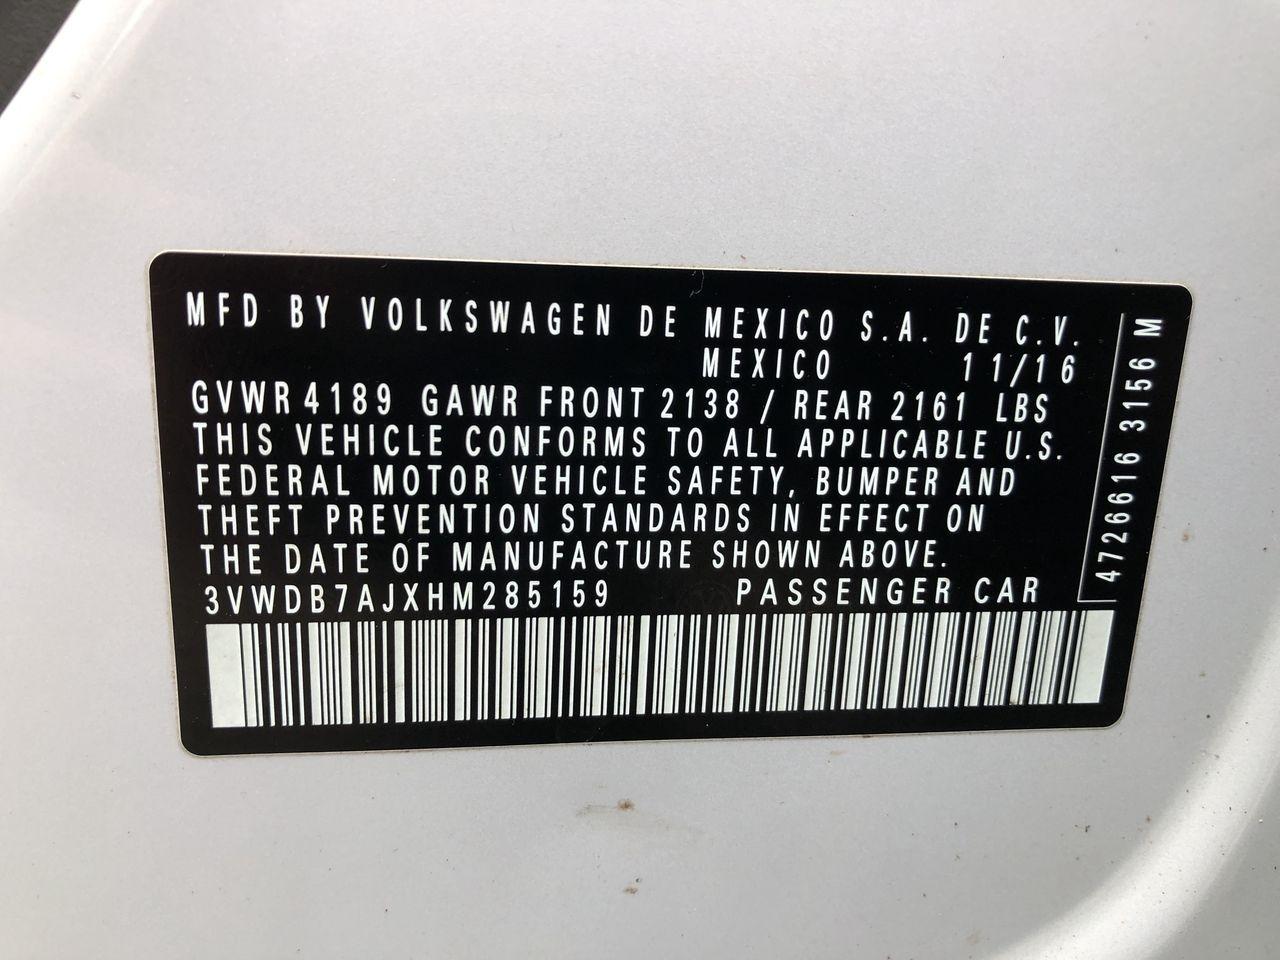 MFD BY VOLKSWAGEN DE MEXICO S.A. DE C.V.
MEXICO 11/16
GVWR 4189 GAWR FRONT 2138 / REAR 2161 LBS
THIS VEHICLE CONFORMS TO ALL APPLICABLE U.S.
FEDERAL MOTOR VEHICLE SAFETY, BUMPER AND
THEFT PREVENTION STANDARDS IN EFFECT ON
THE DATE OF MANUFACTURE SHOWN ABOVE.
3VWDB7AJXHM285159 PASSENGER CAR
4726616 3156 M